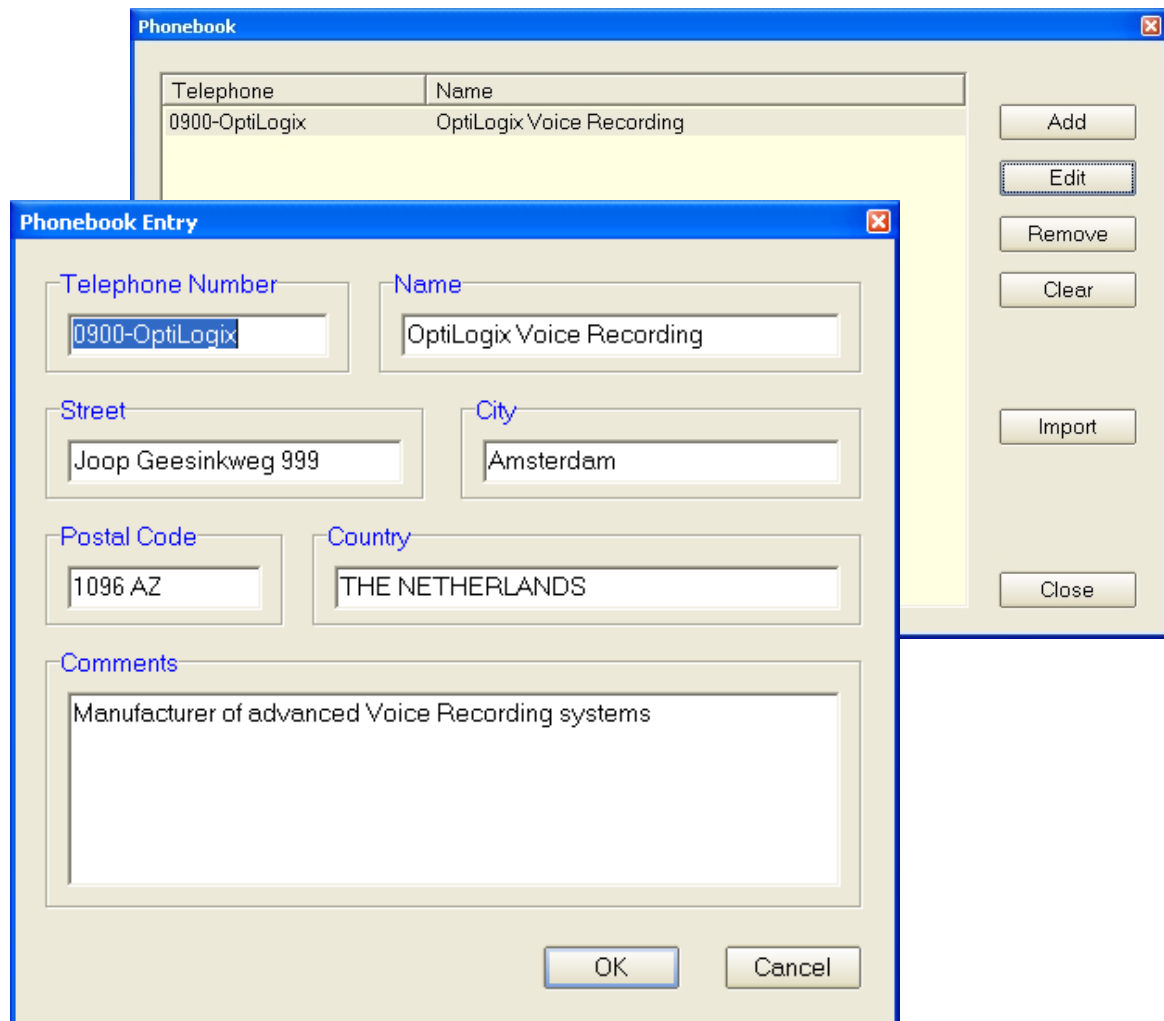 Phonebook
Telephone Name
0900-OptiLogix OptiLogix Voice Recording
Add
Edit
Remove
Clear
Import
Close
Phonebook Entry
Telephone Number Name
0900-OptiLogix OptiLogix Voice Recording
Street City
Joop Geesinkweg 999 Amsterdam
Postal Code Country
1096 AZ THE NETHERLANDS
Comments
Manufacturer of advanced Voice Recording systems
OK Cancel